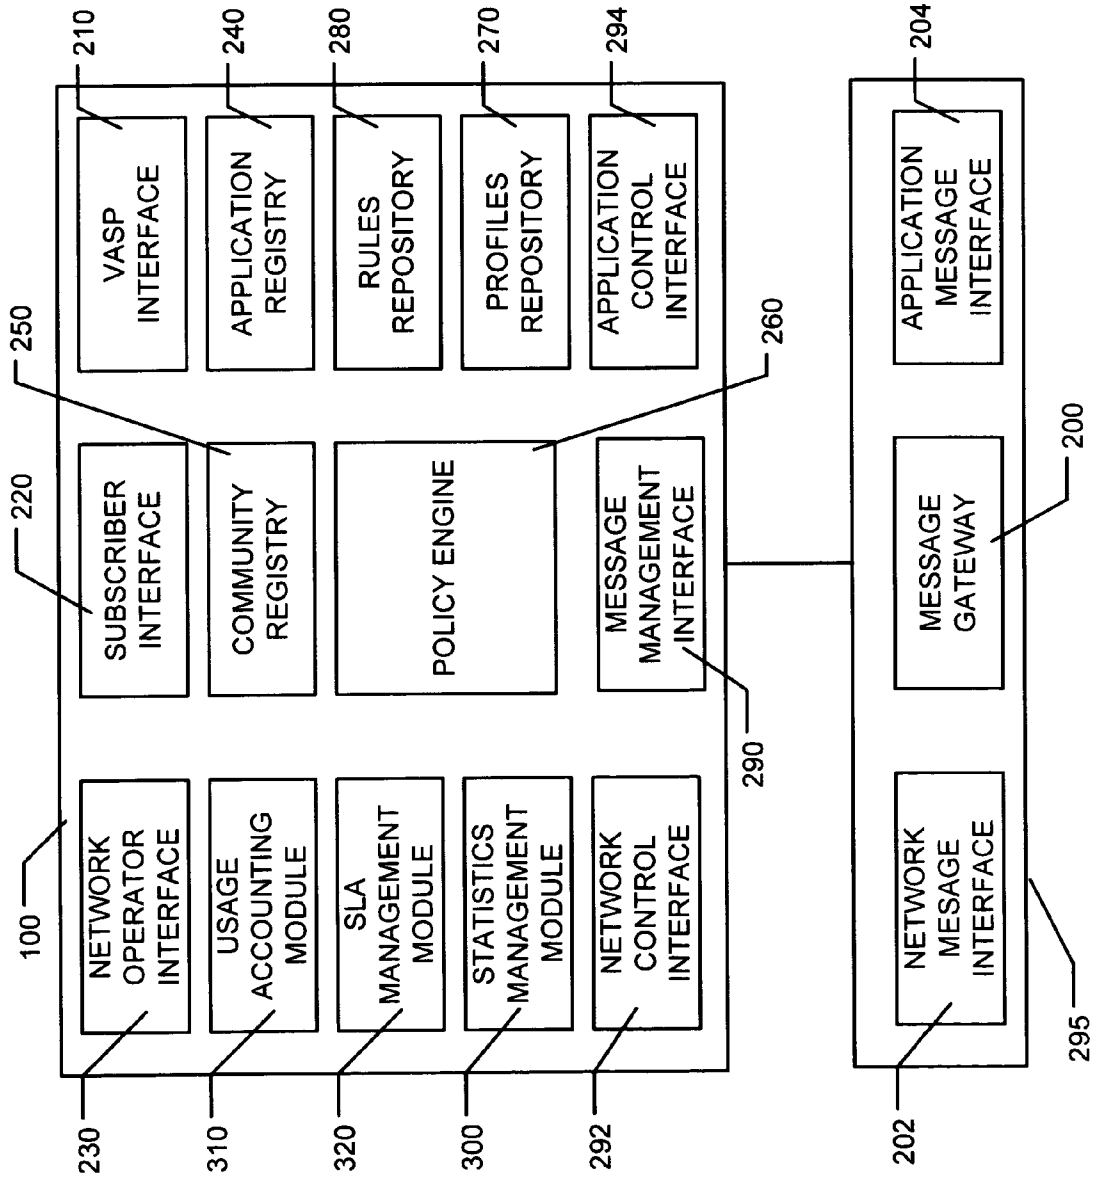 100
220
250
230
NETWORK
OPERATOR
INTERFACE
SUBSCRIBER
INTERFACE
VASP
INTERFACE
210
310
USAGE
ACCOUNTING
MODULE
COMMUNITY
REGISTRY
APPLICATION
REGISTRY
240
320
SLA
MANAGEMENT
MODULE
POLICY ENGINE
RULES
REPOSITORY
280
300
STATISTICS
MANAGEMENT
MODULE
PROFILES
REPOSITORY
270
292
NETWORK
CONTROL
INTERFACE
MESSAGE
MANAGEMENT
INTERFACE
APPLICATION
CONTROL
INTERFACE
294
290
260
202
NETWORK
MESAGE
INTERFACE
MESSAGE
GATEWAY
APPLICATION
MESSAGE
INTERFACE
204
295
200